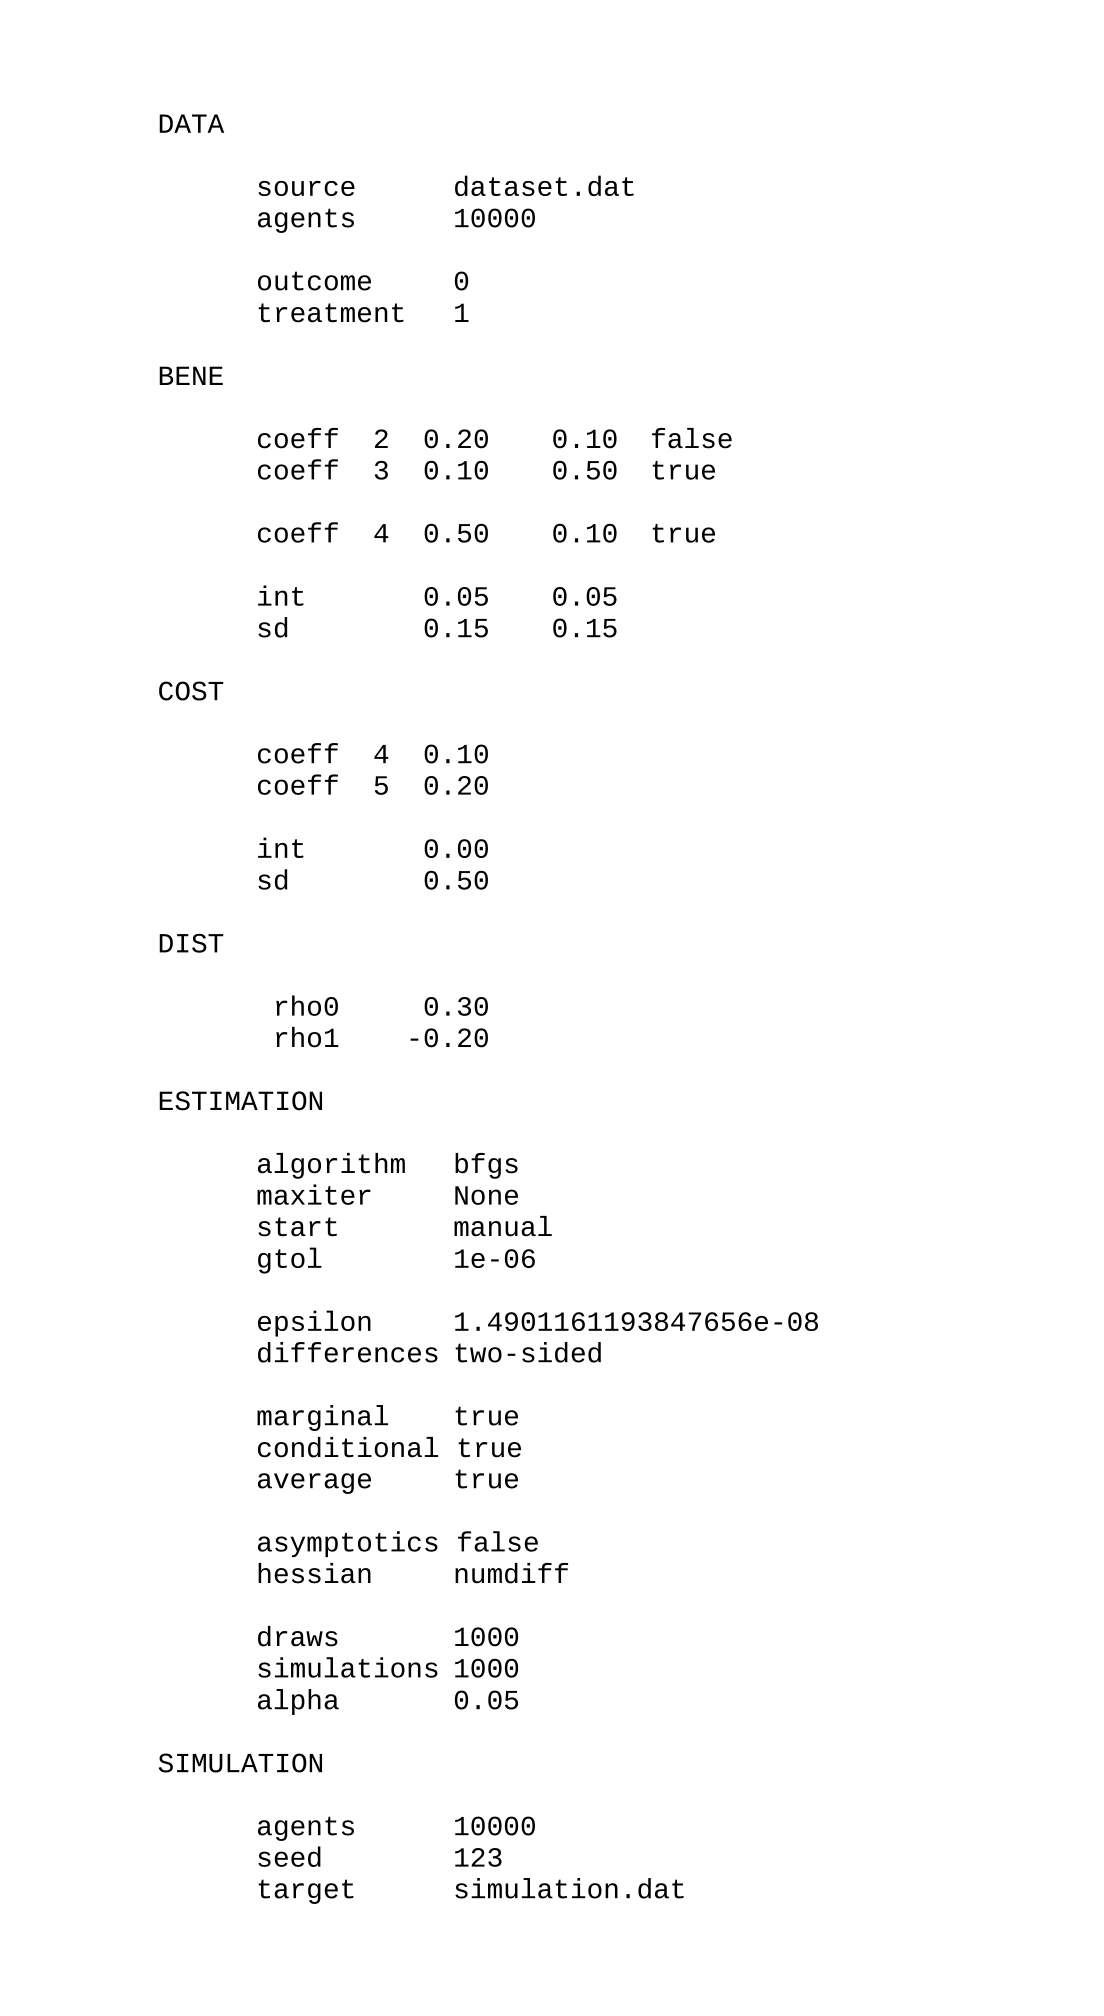 DATA
source dataset.dat
agents 10000
outcome 0
treatment 1
BENE
coeff 2 0.20 0.10 false
coeff 3 0.10 0.50 true
coeff 4 0.50 0.10 true
int 0.05 0.05
sd 0.15 0.15
COST
coeff 4 0.10
coeff 5 0.20
int 0.00
sd 0.50
DIST
rho0 0.30
rho1 -0.20
ESTIMATION
algorithm bfgs
maxiter None
start manual
gtol 1e-06
epsilon 1.4901161193847656e-08
differences two-sided
marginal true
conditional true
average true
asymptotics false
hessian numdiff
draws 1000
simulations 1000
alpha 0.05
SIMULATION
agents 10000
seed 123
target simulation.dat